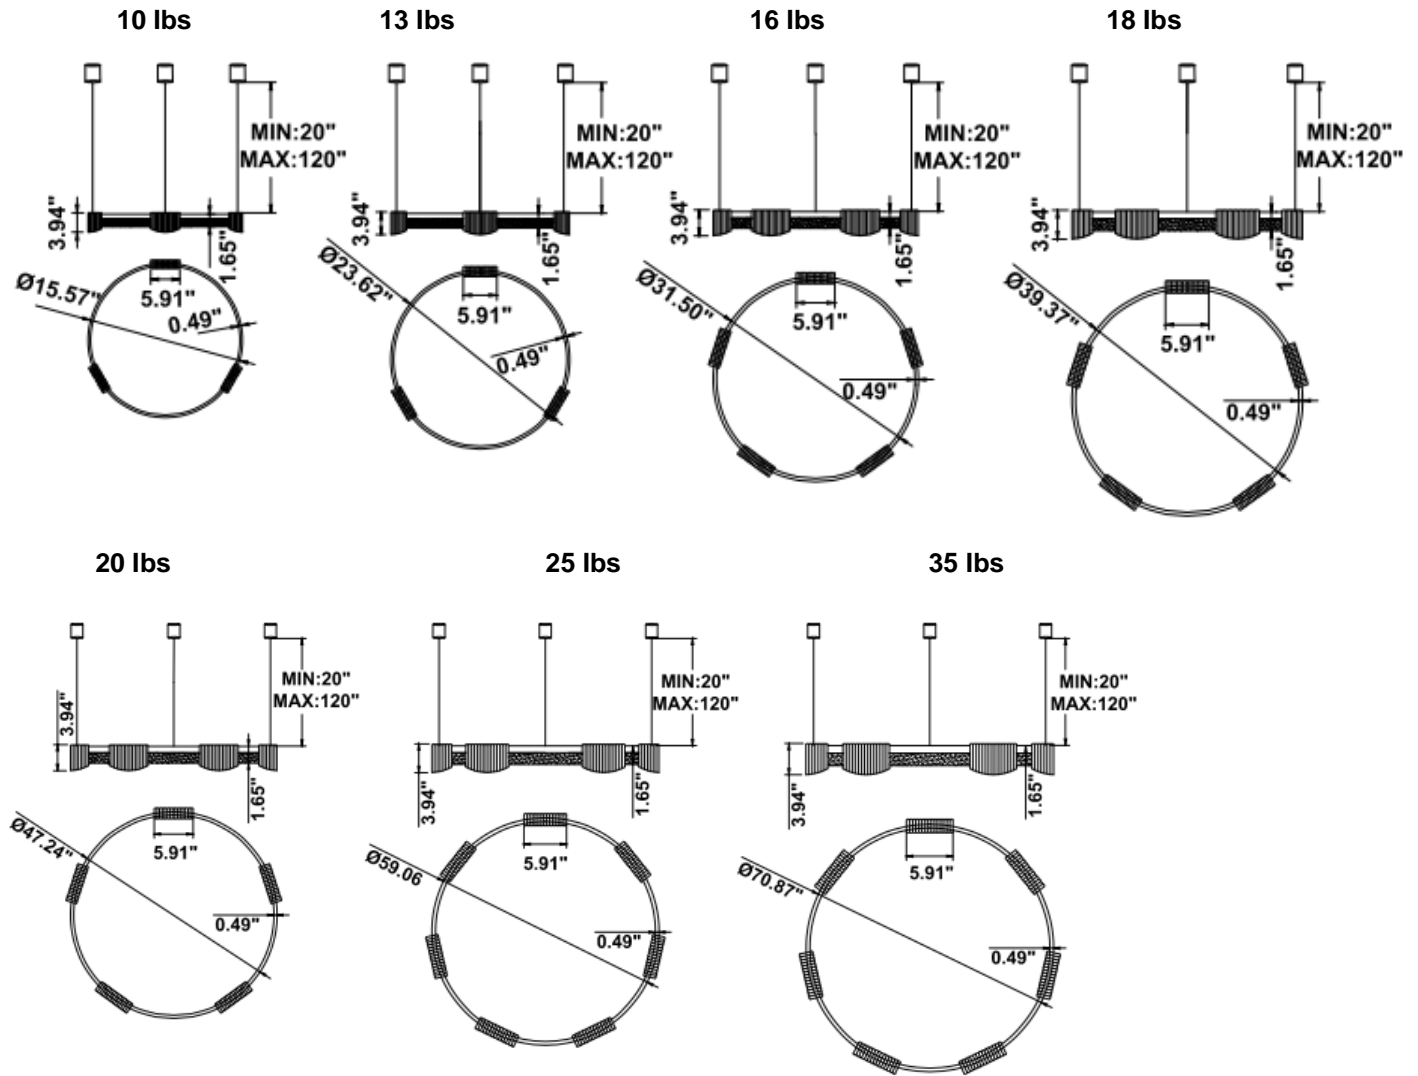 10 lbs
13 lbs
16 lbs
18 lbs
MIN:20"
MAX:120"
3.94"
1.65"
Ø15.57"
5.91"
0.49"
MIN:20"
MAX:120"
3.94"
1.65"
Ø23.62"
5.91"
0.49"
MIN:20"
MAX:120"
3.94"
1.65"
Ø31.50"
5.91"
0.49"
MIN:20"
MAX:120"
3.94"
1.65"
Ø39.37"
5.91"
0.49"
20 lbs
25 lbs
35 lbs
MIN:20"
MAX:120"
3.94"
1.65"
Ø47.24"
5.91"
0.49"
MIN:20"
MAX:120"
3.94"
1.65"
Ø59.06
5.91"
0.49"
MIN:20"
MAX:120"
3.94"
1.65"
Ø70.87"
5.91"
0.49"